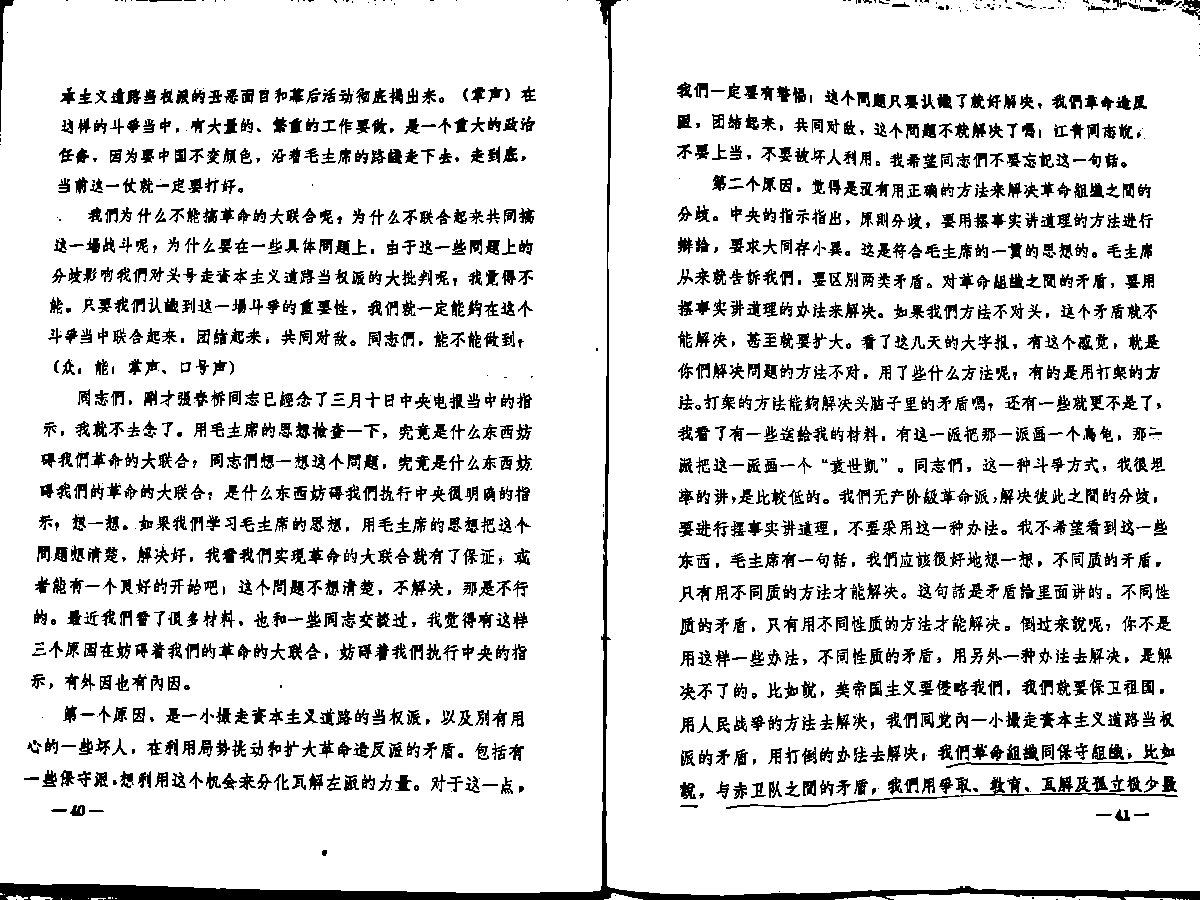 本主义道路当权派的丑恶面目和幕后活动彻底揭出来。（掌声）在
这样的斗爭当中，有大量的、繁重的工作要做，是一个重大的政治
任务，因为要中国不变颜色，沿着毛主席的路綫走下去，走到底，
当前这一仗就一定要打好。
我們为什么不能搞革命的大联合呢？为什么不联合起来共同搞
这一場战斗呢？为什么要在一些具体问题上，由于这一些問题上的
分歧影响我們对头号走資本主义道路当权派的大批判呢？我覚得不
能。只要我們认識到这一場斗爭的重要性，我們就一定能夠在这个
斗爭当中联合起来，团結起来，共同对敌。同志們，能不能做到？
（众：能！掌声、口号声）
同志們，剛才張春桥同志已經念了三月十日中央电报当中的指
示，我就不去念了。用毛主席的思想检查一下，究竟是什么东西妨
碍我們革命的大联合？同志們想一想这个問题，究竟是什么东西妨
碍我們的革命的大联合？是什么东西妨碍我們执行中央很明确的指
示？想一想。如果我們学习毛主席的思想，用毛主席的思想把这个
問题想清楚，解决好，我看我們实现革命的大联合就有了保証，或
者能有一个良好的开始吧！这个問题不想清楚，不解决，那是不行
的。最近我們看了很多材料，也和一些同志交談过，我覚得有这样
三个原因在妨碍着我們的革命的大联合，妨碍着我們执行中央的指
示，有外因也有內因。
第一个原因、是一小撮走資本主义道路的当权派，以及別有用
心的一些坏人，在利用局势挑动和扩大革命造反派的矛盾。包括有
一些保守派，想利用这个机会来分化瓦解左派的力量。对于这一点，
—40—
我們一定要有警惕！这个問题只要认識了就好解决，我們革命造反
派，团结起来，共同对敌，这个問题不就解决了嗎！江青同志說，
不要上当，不要被坏人利用。我希望同志們不要忘記这一句話。
第二个原因，覚得是沒有用正确的方法来解决革命組織之間的
分歧。中央的指示指出，原則分歧，要用摆事实讲道理的方法进行
辯論，要求大同存小异。这是符合毛主席的一貫的思想的。毛主席
从来就告訴我們，要区別两类矛盾。对革命組織之間的矛盾，要用
摆事实讲道理的办法来解决。如果我們方法不对头，这个矛盾就不
能解决，甚至就要扩大。看了这几天的大字报，有这个感觉，就是
你們解决問题的方法不对，用了些什么方法呢？有的是用打架的方
法。打架的方法能夠解决头脑子里的矛盾嗎？还有一些就更不是了，
我看了有一些送給我的材料，有这一派把那一派画一个乌龟，那一
派把这一派画一个“袁世凱”。同志們，这一种斗爭方式，我很坦
率的讲，是比較低的。我們无产阶級革命派，解决彼此之間的分歧，
要进行摆事实讲道理，不要采用这一种办法。我不希望看到这一些
东西，毛主席有一句話，我們应該很好地想一想，不同质的矛盾，
只有用不同质的方法才能解决。这句話是矛盾論里面讲的。不同性
质的矛盾，只有用不同性质的方法才能解决。倒过来說呢，你不是
用这样一些办法，不同性质的矛盾，用另外一种办法去解决，是解
决不了的。比如說，美帝国主义要侵略我們，我們就要保卫祖国，
用人民战爭的方法去解决；我們同党內一小撮走資本主义道路当权
派的矛盾，用打倒的办法去解决；我們革命組織同保守組織，比如
說，与赤卫队之間的矛盾，我們用爭取、教育、瓦解及孤立极少数
—41—